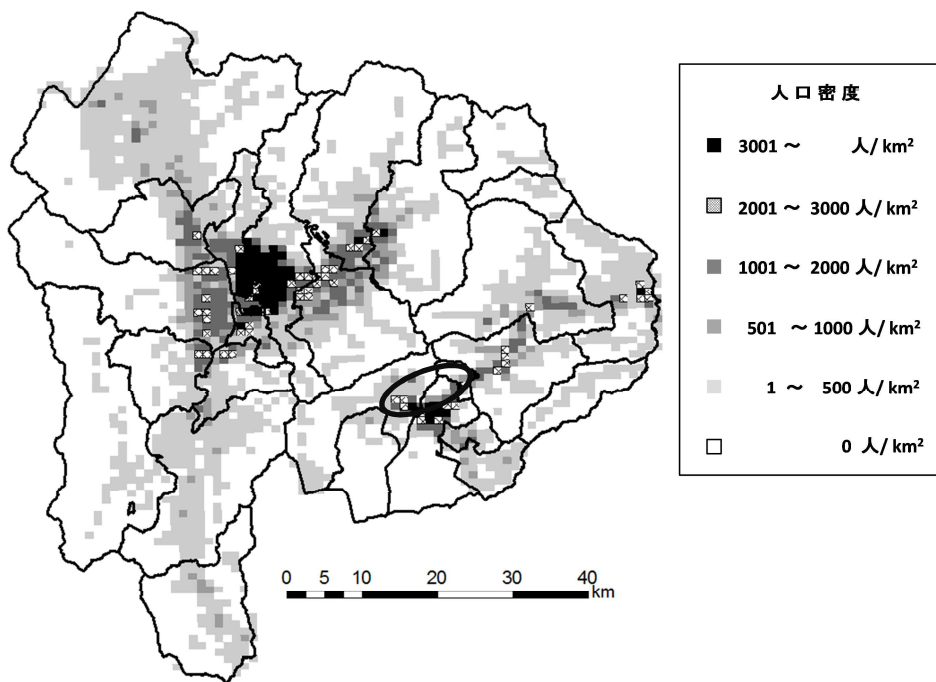 人口密度
3001 ～ 人/km²
2001 ～ 3000 人/km²
1001 ～ 2000 人/km²
501 ～ 1000 人/km²
1 ～ 500 人/km²
0 人/km²
0 5 10 20 30 40
km